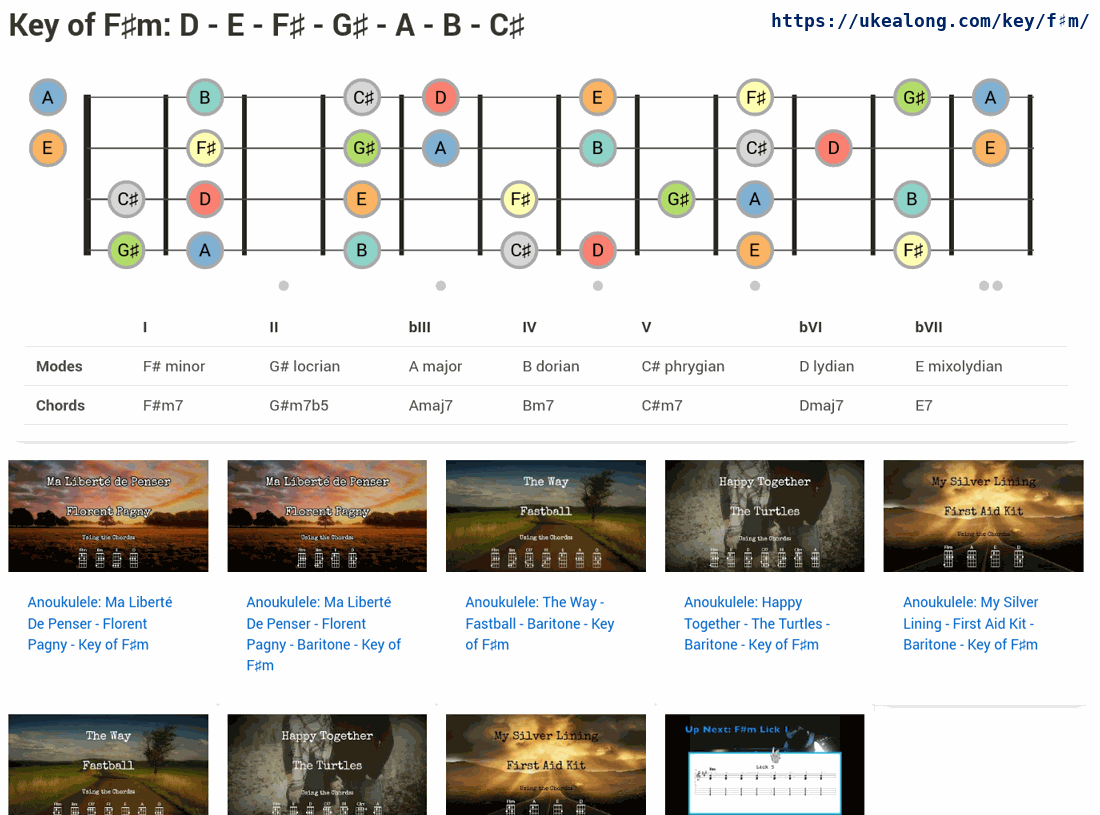 Key of F♯m: D - E - F♯ - G♯ - A - B - C♯
https://ukealong.com/key/f♯m/
A B C♯ D E F♯ G♯ A
E F♯ G♯ A B C♯ D E
C♯ D E F♯ G♯ A B
G♯ A B C♯ D E F♯
I II bIII IV V bVI bVII
Modes F# minor G# locrian A major B dorian C# phrygian D lydian E mixolydian
Chords F#m7 G#m7b5 Amaj7 Bm7 C#m7 Dmaj7 E7
Ma Liberté de Penser
Florent Pagny
Using the Chords:
Ma Liberté de Penser
Florent Pagny
Using the Chords:
The Way
Fastball
Using the Chords:
Happy Together
The Turtles
Using the Chords:
My Silver Lining
First Aid Kit
Using the Chords:
Anoukulele: Ma Liberté
De Penser - Florent
Pagny - Key of F♯m
Anoukulele: Ma Liberté
De Penser - Florent
Pagny - Baritone - Key of
F♯m
Anoukulele: The Way -
Fastball - Baritone - Key
of F♯m
Anoukulele: Happy
Together - The Turtles -
Baritone - Key of F♯m
Anoukulele: My Silver
Lining - First Aid Kit -
Baritone - Key of F♯m
The Way
Fastball
Using the Chords:
Happy Together
The Turtles
Using the Chords:
My Silver Lining
First Aid Kit
Using the Chords:
Up Next: F#m Lick
Lick 3